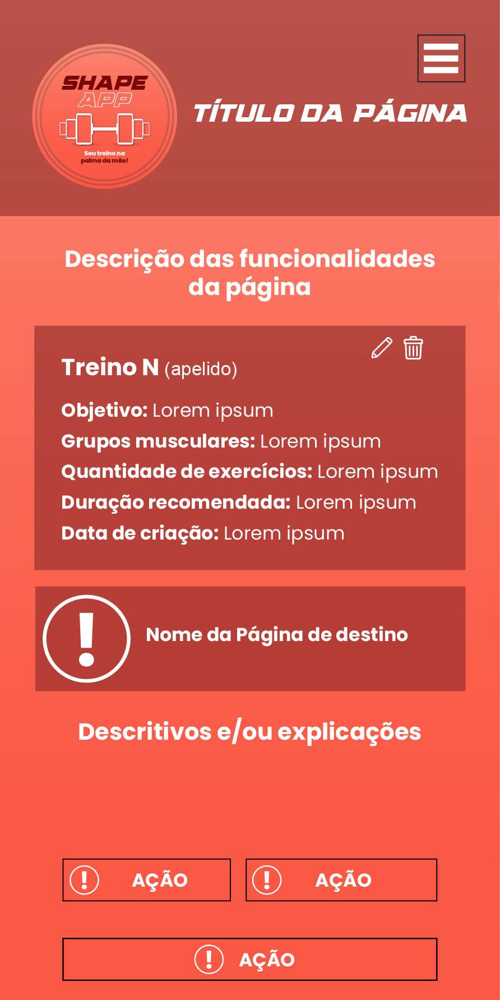 SHAPE
APP
Seu treino na
palma da mão!
TÍTULO DA PÁGINA
Descrição das funcionalidades
da página
Treino N (apelido)
Objetivo: Lorem ipsum
Grupos musculares: Lorem ipsum
Quantidade de exercícios: Lorem ipsum
Duração recomendada: Lorem ipsum
Data de criação: Lorem ipsum
! Nome da Página de destino
Descritivos e/ou explicações
! AÇÃO
! AÇÃO
! AÇÃO